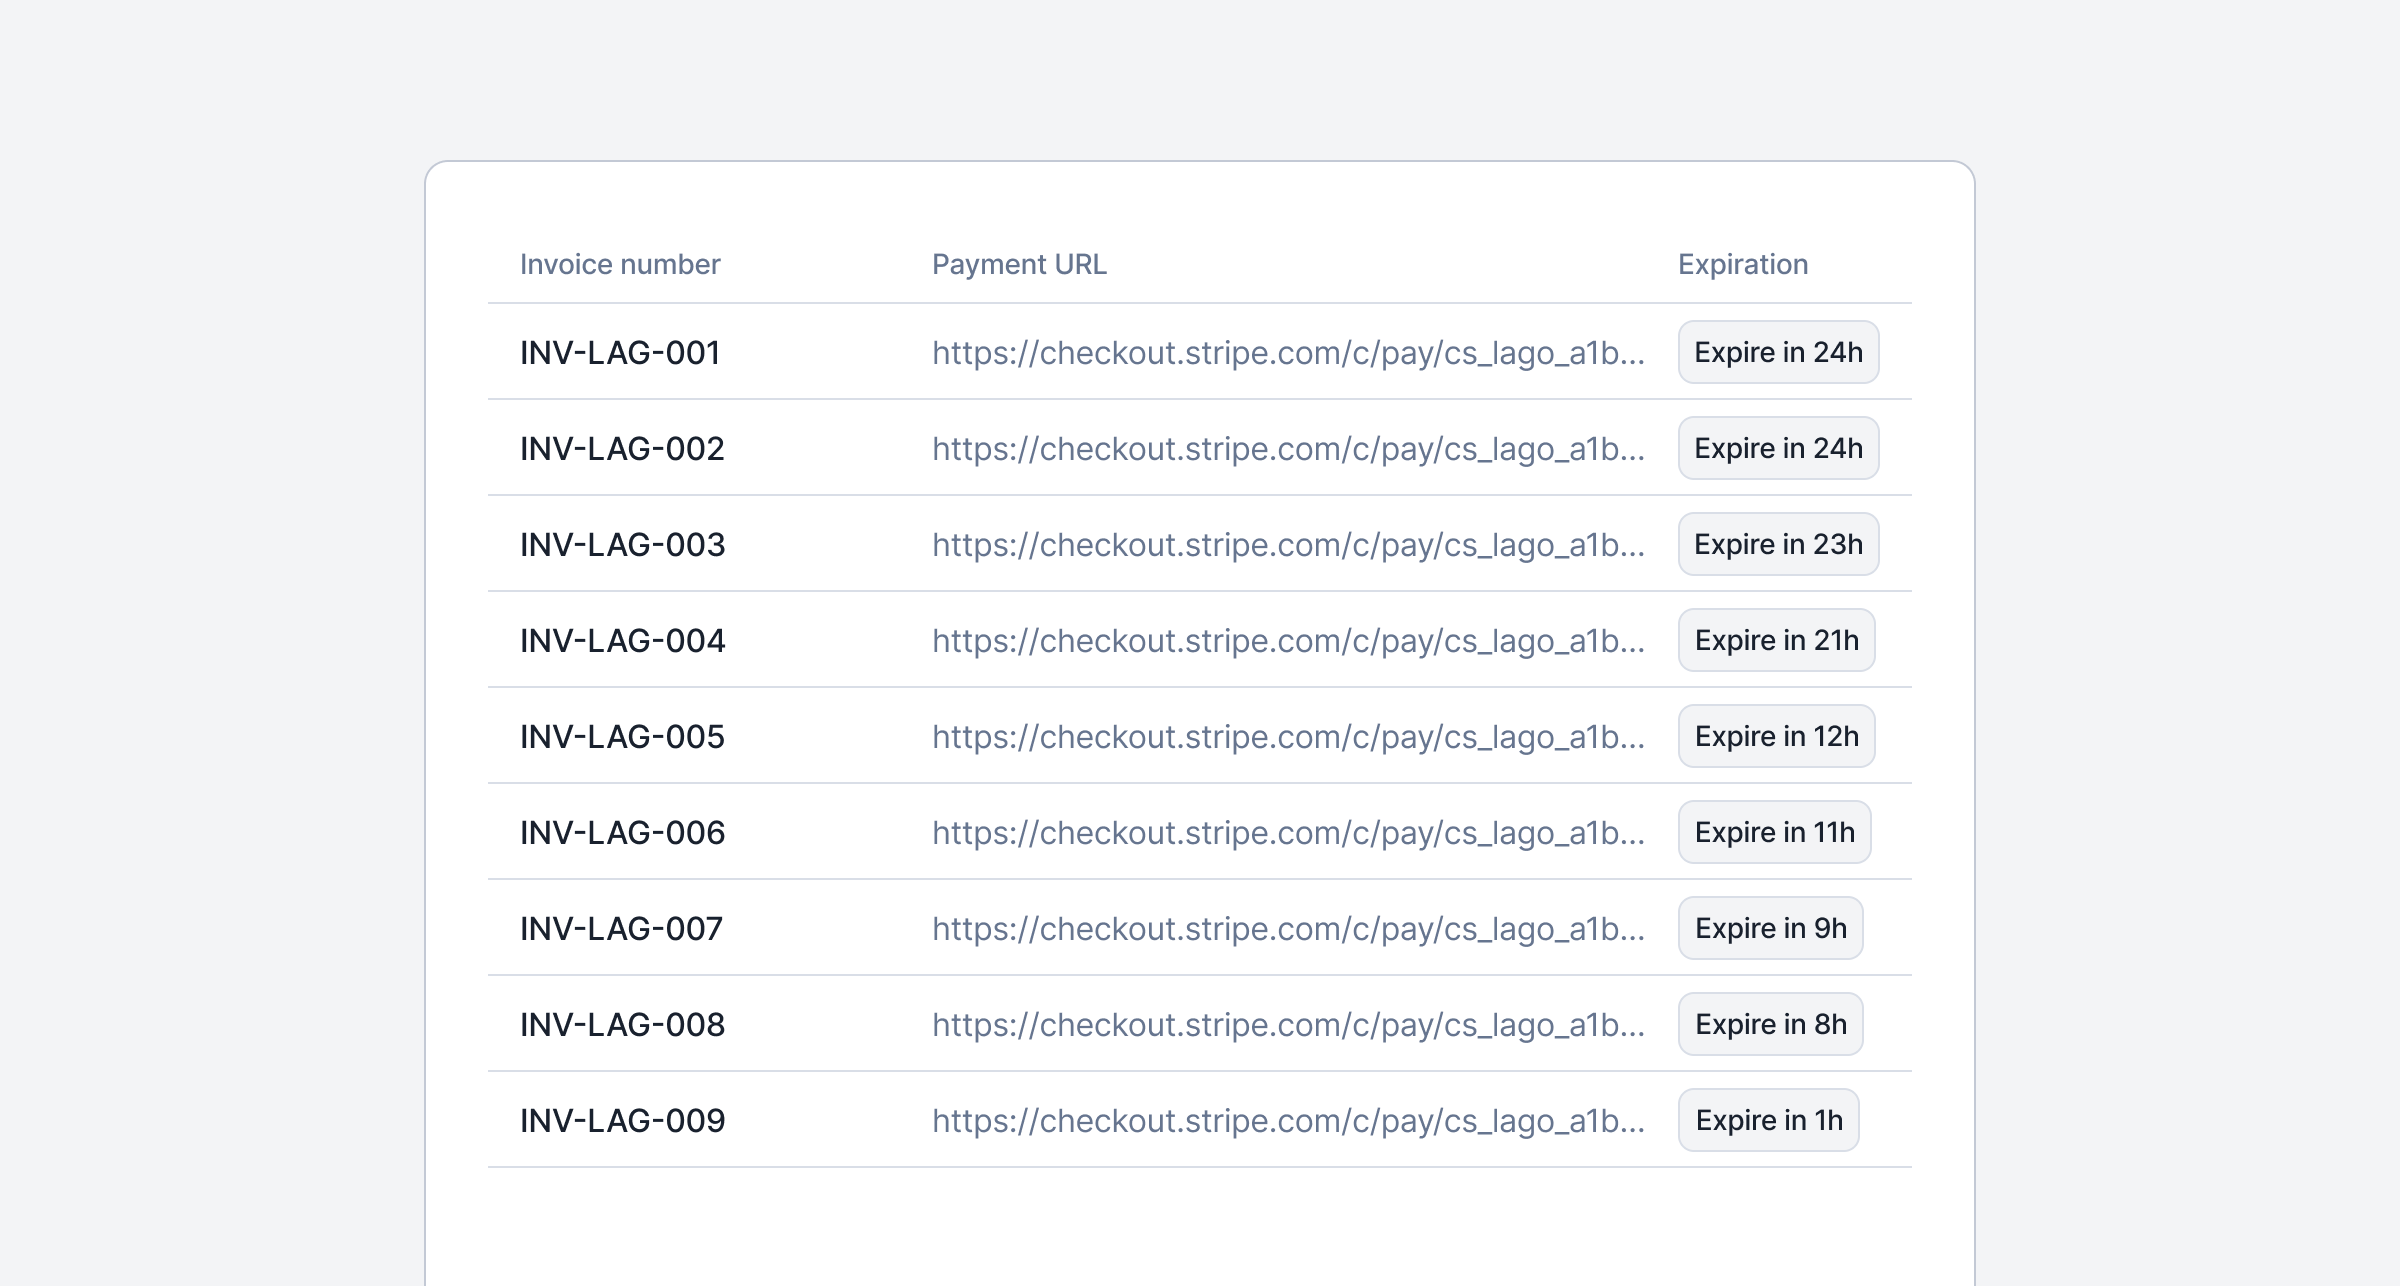 Invoice number Payment URL Expiration
INV-LAG-001 https://checkout.stripe.com/c/pay/cs_lago_a1b... Expire in 24h
INV-LAG-002 https://checkout.stripe.com/c/pay/cs_lago_a1b... Expire in 24h
INV-LAG-003 https://checkout.stripe.com/c/pay/cs_lago_a1b... Expire in 23h
INV-LAG-004 https://checkout.stripe.com/c/pay/cs_lago_a1b... Expire in 21h
INV-LAG-005 https://checkout.stripe.com/c/pay/cs_lago_a1b... Expire in 12h
INV-LAG-006 https://checkout.stripe.com/c/pay/cs_lago_a1b... Expire in 11h
INV-LAG-007 https://checkout.stripe.com/c/pay/cs_lago_a1b... Expire in 9h
INV-LAG-008 https://checkout.stripe.com/c/pay/cs_lago_a1b... Expire in 8h
INV-LAG-009 https://checkout.stripe.com/c/pay/cs_lago_a1b... Expire in 1h